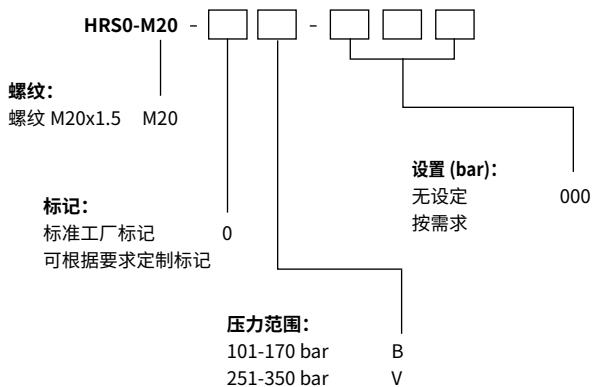 HRS0-M20 - -
螺纹：
螺纹 M20x1.5 M20
设置 (bar)：
无设定 000
按需求
标记：
标准工厂标记 0
可根据要求定制标记
压力范围：
101-170 bar B
251-350 bar V